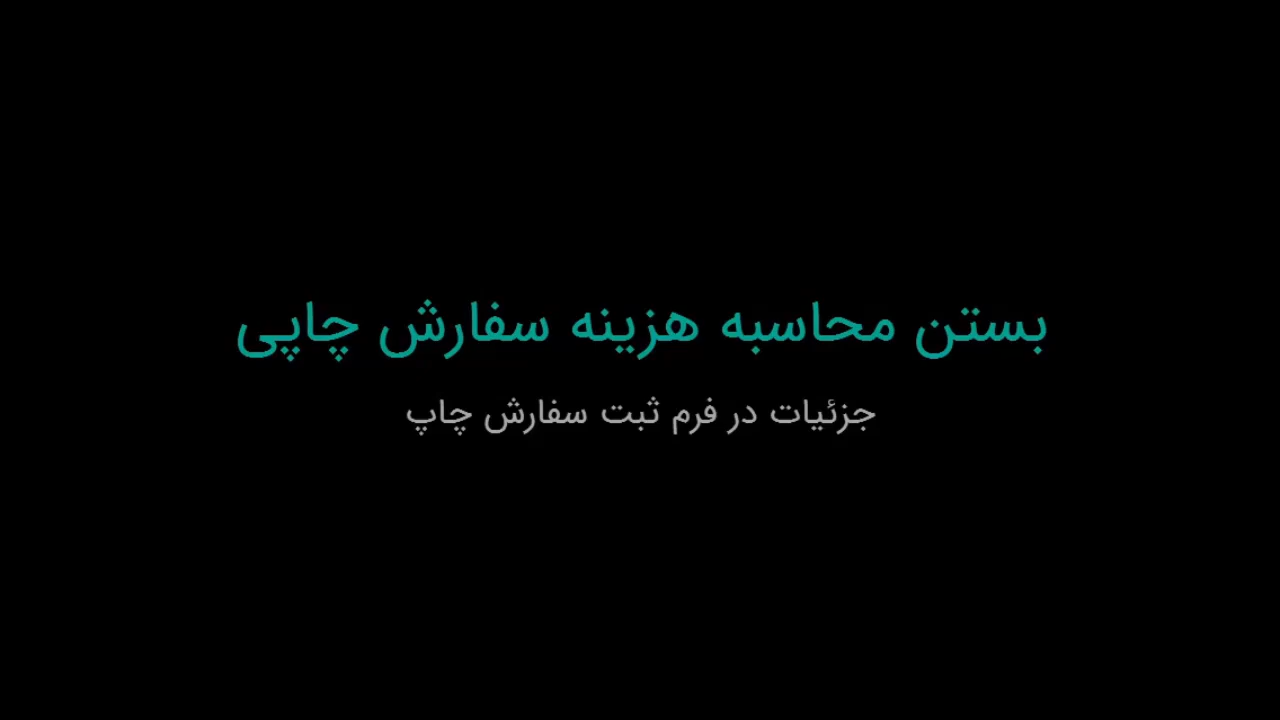 بستن محاسبه هزینه سفارش چاپی
جزئیات در فرم ثبت سفارش چاپ